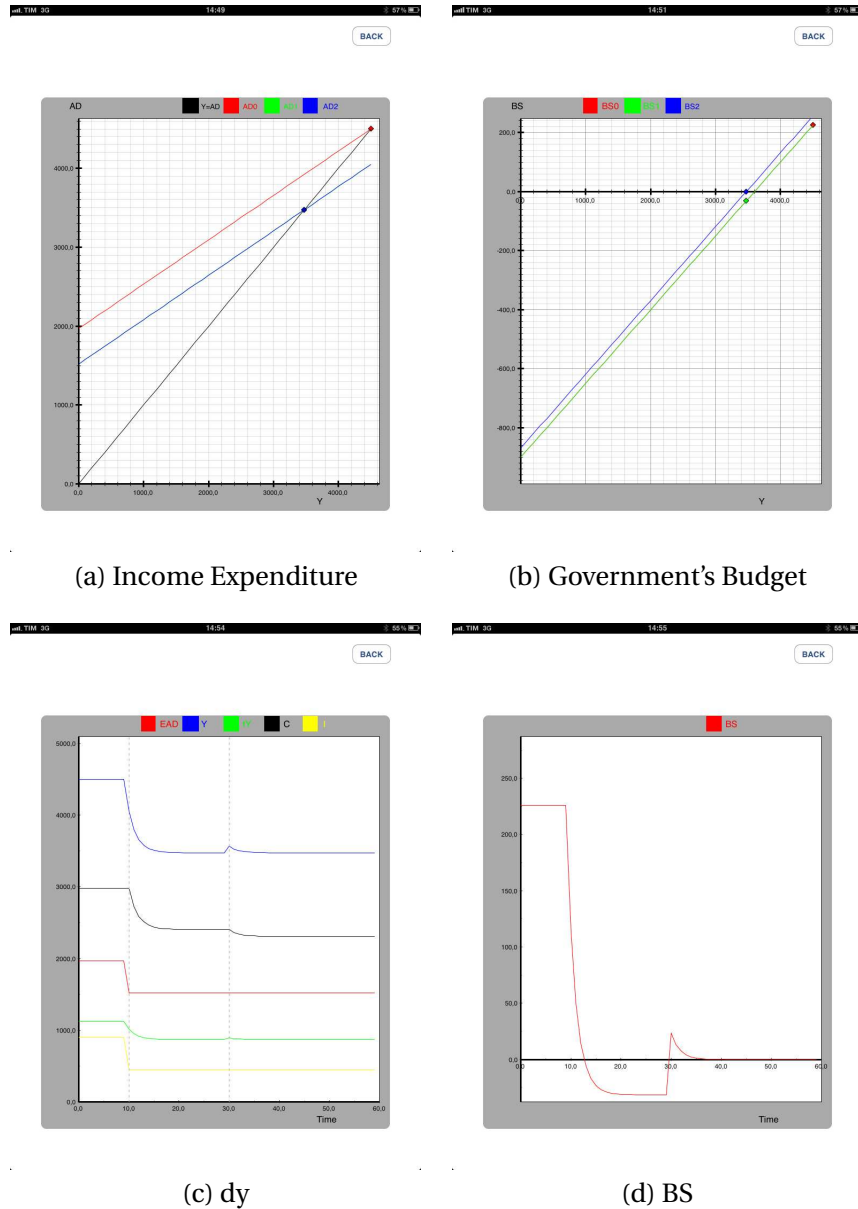 TIM 3G 14:49 57 %
BACK
AD Y=AD AD0 AD1 AD2
4000,0
3000,0
2000,0
1000,0
0,0
0,0 1000,0 2000,0 3000,0 4000,0
Y
(a) Income Expenditure
TIM 3G 14:51 57 %
BACK
BS BS0 BS1 BS2
200,0
0,0
0,0 1000,0 2000,0 3000,0 4000,0
-200,0
-400,0
-600,0
-800,0
Y
(b) Government's Budget
TIM 3G 14:54 55 %
BACK
EAD Y C I
5000,0
4000,0
3000,0
2000,0
1000,0
0,0
0,0 10,0 20,0 30,0 40,0 50,0 60,0
Time
(c) dy
TIM 3G 14:55 55 %
BACK
BS
250,0
200,0
150,0
100,0
50,0
0,0
0,0 10,0 20,0 30,0 40,0 50,0 60,0
Time
(d) BS